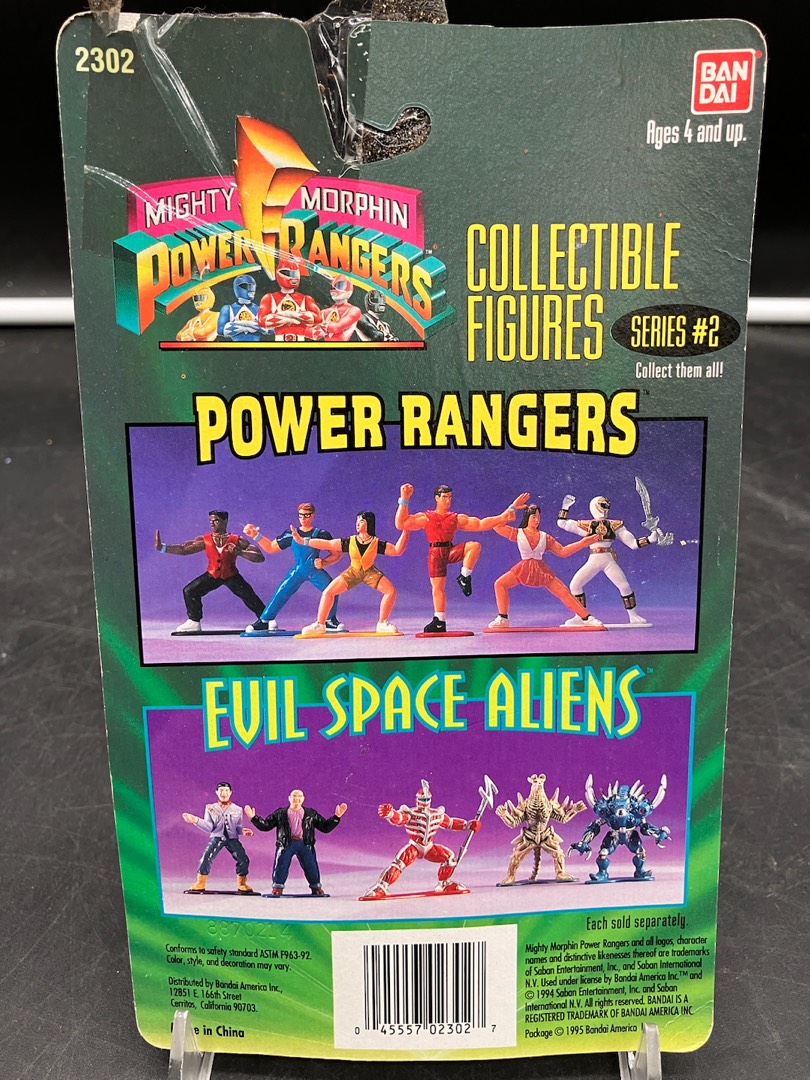 2302
BAN
DAI
Ages 4 and up.
MIGHTY MORPHIN
POWER RANGERS™
COLLECTIBLE
FIGURES
SERIES #2
Collect them all!
POWER RANGERS™
EVIL SPACE ALIENS™
Each sold separately.
Conforms to safety standard ASTM F963-92.
Color, style, and decoration may vary.
Distributed by Bandai America Inc.,
12851 E. 166th Street
Cerritos, California 90703.
in China
0 45557 02302 7
Mighty Morphin Power Rangers and all logos, character
names and distinctive likenesses thereof are trademarks
of Saban Entertainment, Inc., and Saban International
N.V. Used under license by Bandai America Inc.™ and
© 1994 Saban Entertainment, Inc. and Saban
International N.V. All rights reserved. BANDAI IS A
REGISTERED TRADEMARK OF BANDAI AMERICA INC.
Package © 1995 Bandai America